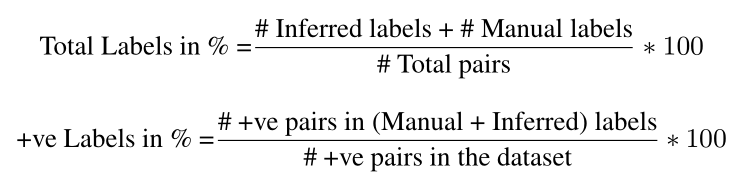 Total Labels in % = # Inferred labels + # Manual labels / # Total pairs * 100
+ve Labels in % = # +ve pairs in (Manual + Inferred) labels / # +ve pairs in the dataset * 100